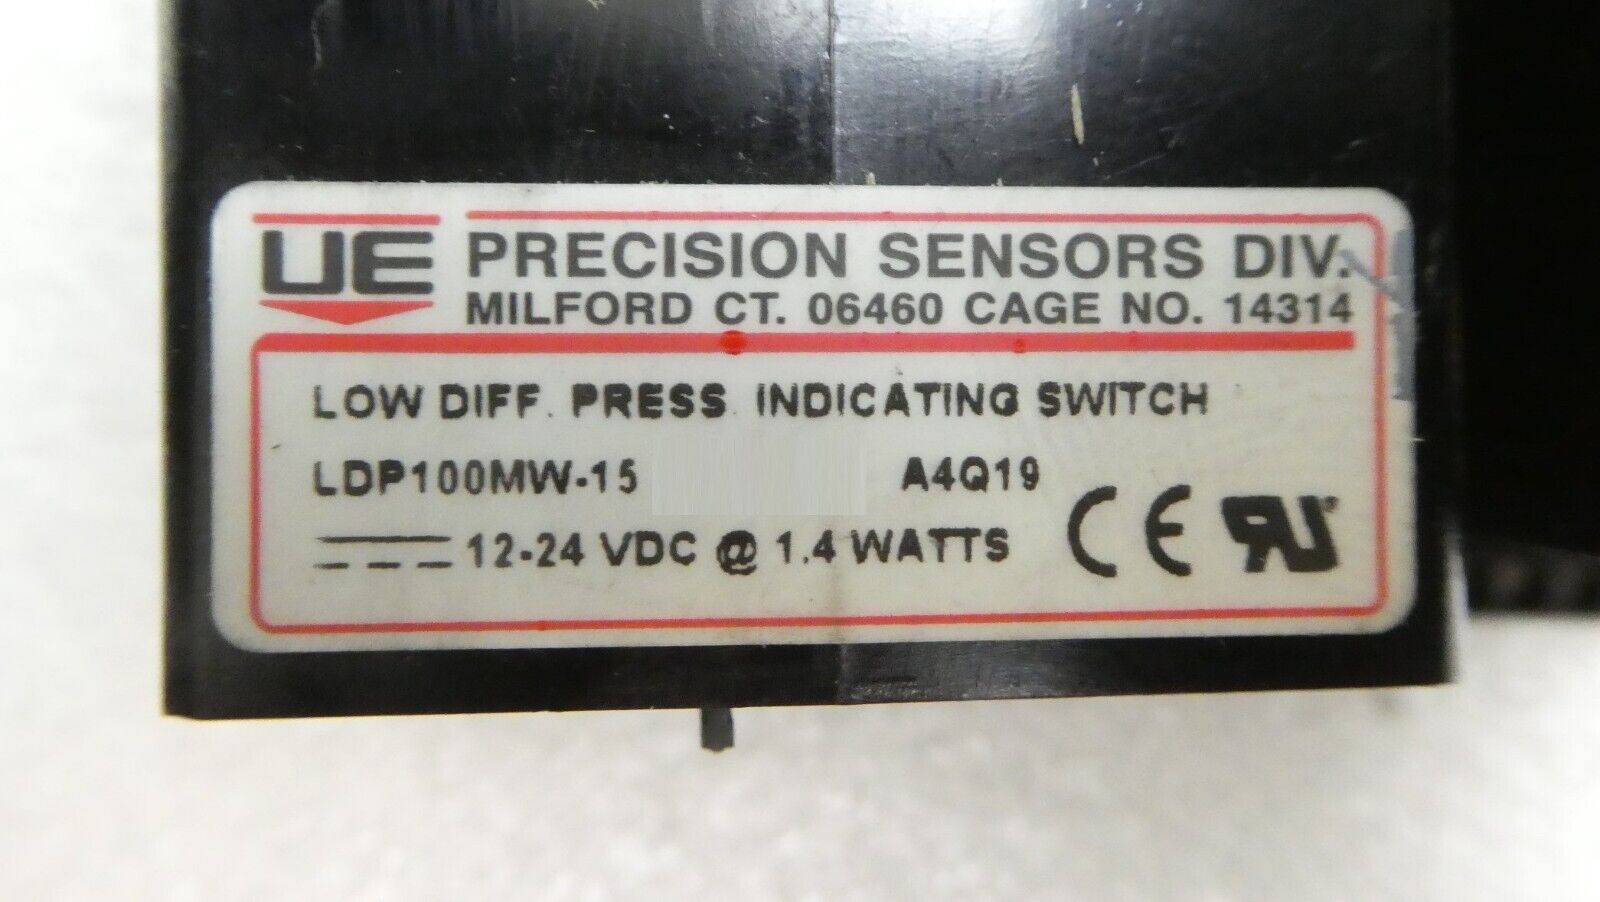 UE
PRECISION SENSORS DIV.
MILFORD CT. 06460 CAGE NO. 14314
LOW DIFF. PRESS. INDICATING SWITCH
LDP100MW-15 A4Q19
12-24 VDC @ 1.4 WATTS CE RU